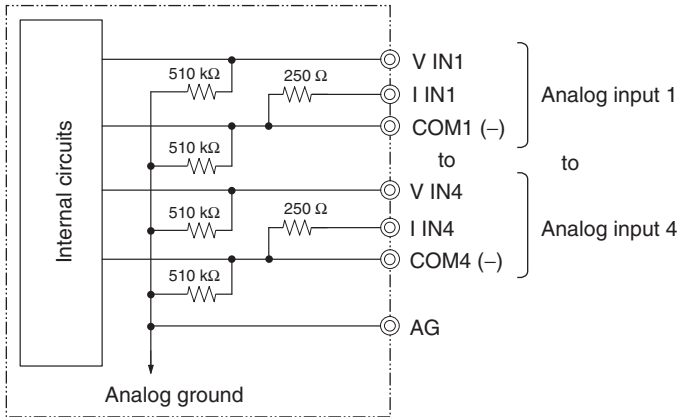 Internal circuits
510 kΩ
250 Ω
V IN1
I IN1
COM1 (−)
Analog input 1
510 kΩ
to
to
510 kΩ
250 Ω
V IN4
I IN4
COM4 (−)
Analog input 4
510 kΩ
AG
Analog ground